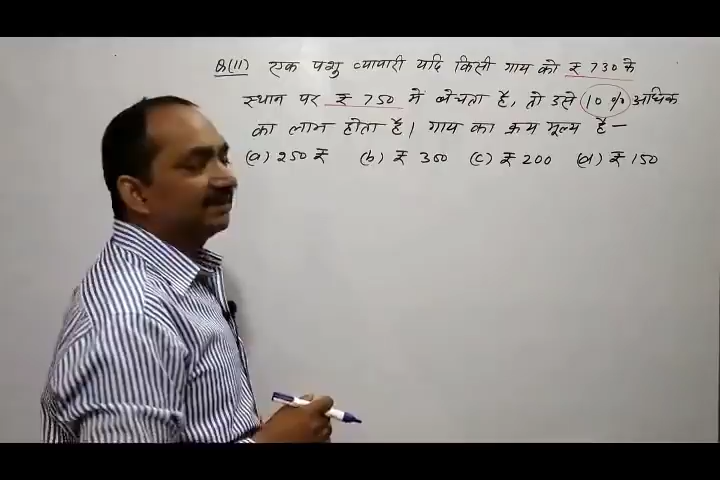 Q(11) एक पशु व्यापारी यदि किसी गाय को ₹ 730 के
स्थान पर ₹ 750 में बेचता है, तो उसे 10% अधिक
का लाभ होता है। गाय का क्रय मूल्य है–
(a) 250 ₹ (b) ₹ 300 (c) ₹ 200 (d) ₹ 150